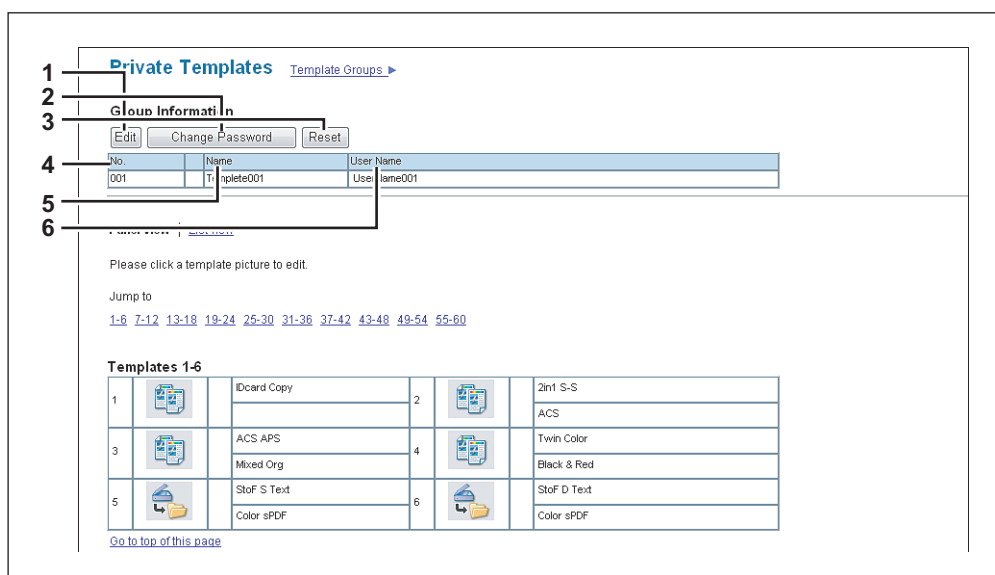 Private Templates Template Groups ▶
1
2
Group Information
3
Edit Change Password Reset
4
No. Name User Name
001 Templete001 UserName001
5
6
Panel view | List view
Please click a template picture to edit.
Jump to
1-6 7-12 13-18 19-24 25-30 31-36 37-42 43-48 49-54 55-60
Templates 1-6
1 IDcard Copy 2 2in1 S-S
ACS
3 ACS APS 4 Twin Color
Mixed Org Black & Red
5 StoF S Text 6 StoF D Text
Color sPDF Color sPDF
Go to top of this page